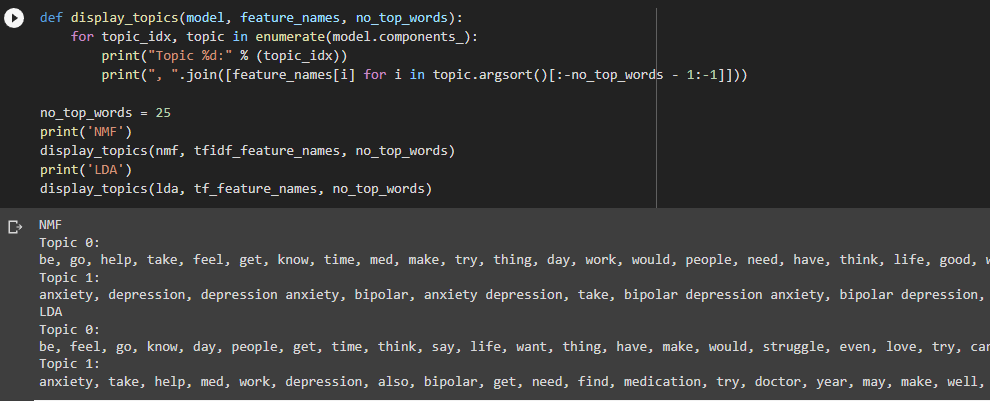 def display_topics(model, feature_names, no_top_words):
    for topic_idx, topic in enumerate(model.components_):
        print("Topic %d:" % (topic_idx))
        print(", ".join([feature_names[i] for i in topic.argsort()[:-no_top_words - 1:-1]]))
no_top_words = 25
print('NMF')
display_topics(nmf, tfidf_feature_names, no_top_words)
print('LDA')
display_topics(lda, tf_feature_names, no_top_words)
NMF
Topic 0:
be, go, help, take, feel, get, know, time, med, make, try, thing, day, work, would, people, need, have, think, life, good,
Topic 1:
anxiety, depression, depression anxiety, bipolar, anxiety depression, take, bipolar depression anxiety, bipolar depression,
LDA
Topic 0:
be, feel, go, know, day, people, get, time, think, say, life, want, thing, have, make, would, struggle, even, love, try,
Topic 1:
anxiety, take, help, med, work, depression, also, bipolar, get, need, find, medication, try, doctor, year, may, make, well,